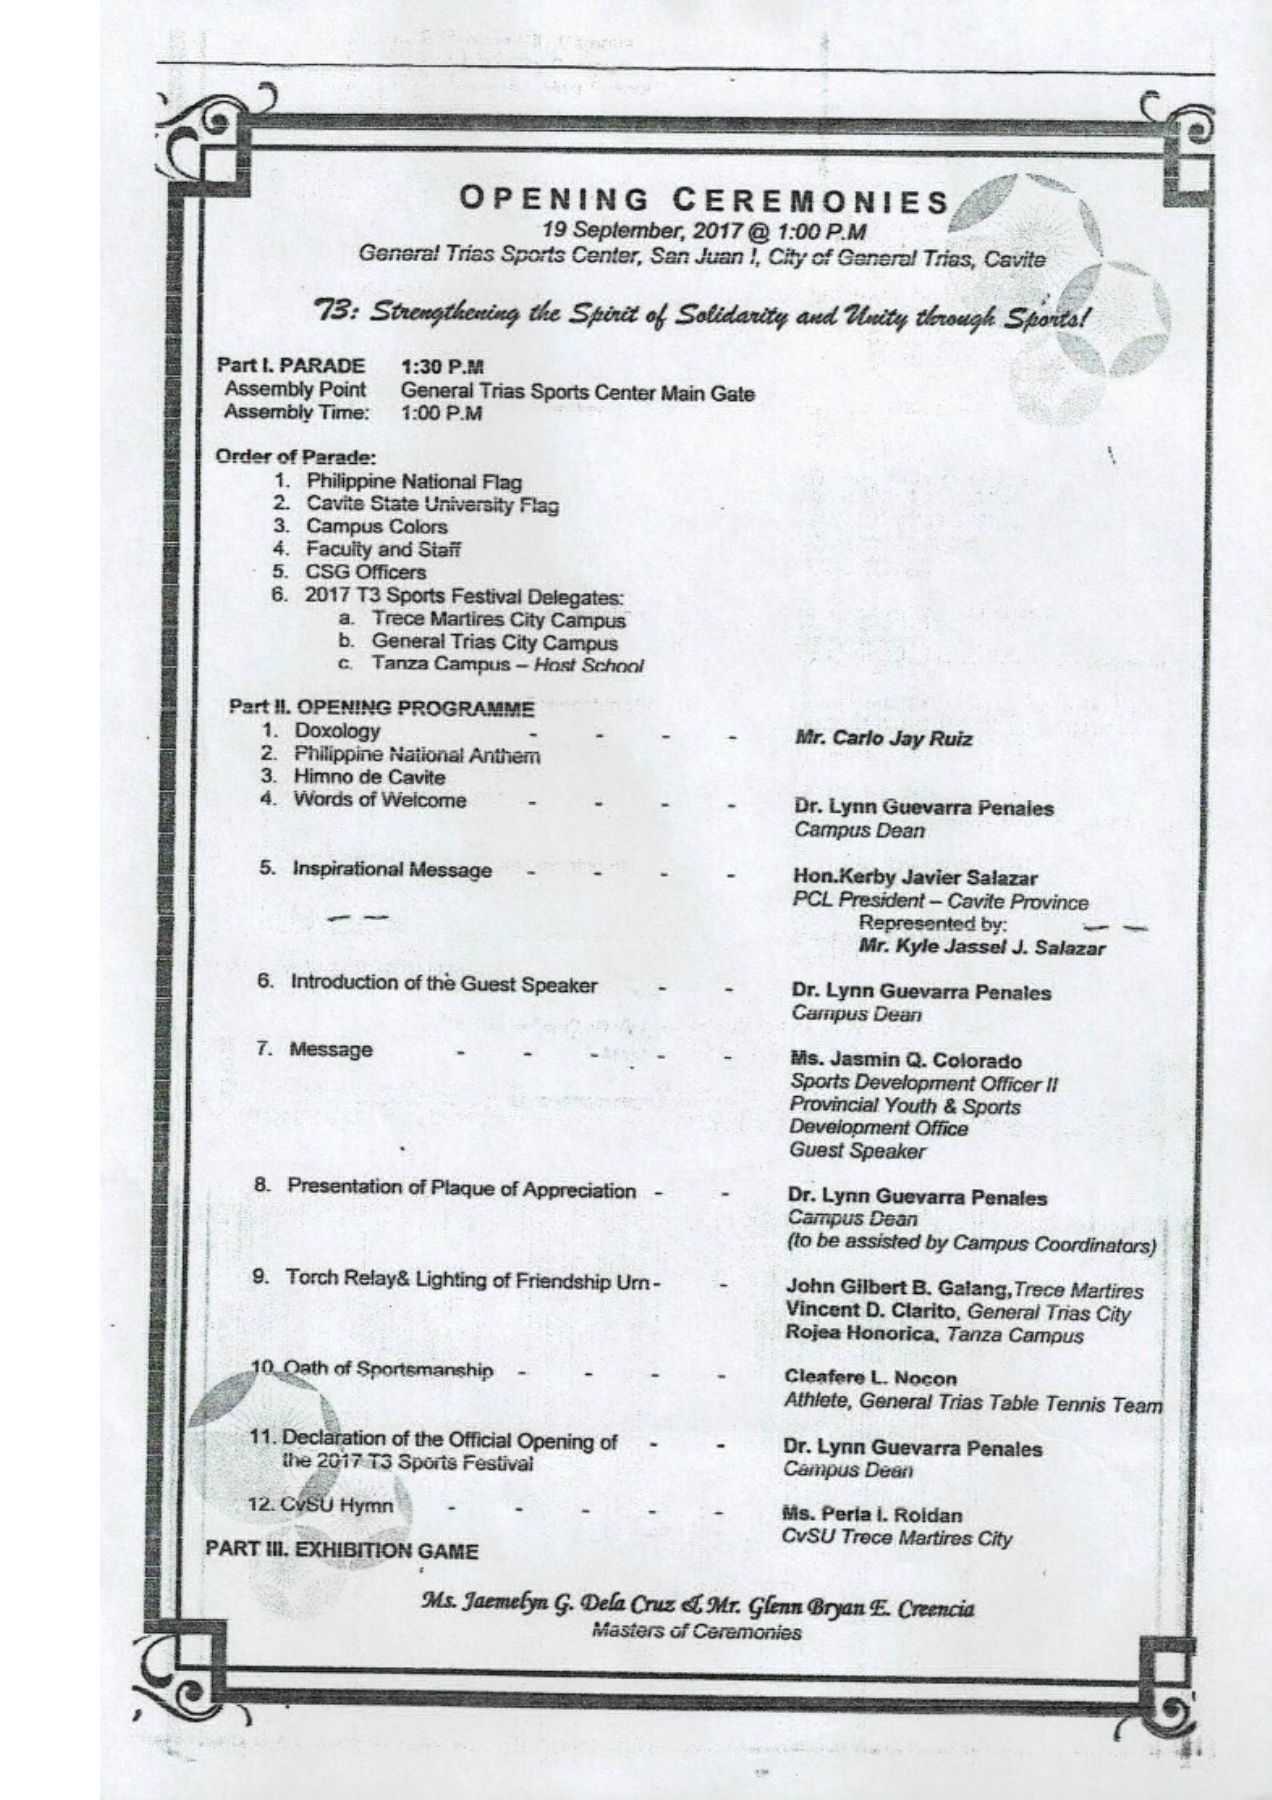 OPENING CEREMONIES
19 September, 2017 @ 1:00 P.M
General Trias Sports Center, San Juan I, City of General Trias, Cavite
T3: Strengthening the Spirit of Solidarity and Unity through Sports!
Part I. PARADE 1:30 P.M
Assembly Point General Trias Sports Center Main Gate
Assembly Time: 1:00 P.M
Order of Parade:
1. Philippine National Flag
2. Cavite State University Flag
3. Campus Colors
4. Faculty and Staff
5. CSG Officers
6. 2017 T3 Sports Festival Delegates:
a. Trece Martires City Campus
b. General Trias City Campus
c. Tanza Campus – Host School
Part II. OPENING PROGRAMME
1. Doxology - - - - Mr. Carlo Jay Ruiz
2. Philippine National Anthem
3. Himno de Cavite
4. Words of Welcome - - - - Dr. Lynn Guevarra Penales
Campus Dean
5. Inspirational Message - - - - Hon.Kerby Javier Salazar
PCL President – Cavite Province
Represented by:
Mr. Kyle Jassel J. Salazar
6. Introduction of the Guest Speaker - - Dr. Lynn Guevarra Penales
Campus Dean
7. Message - - - - - Ms. Jasmin Q. Colorado
Sports Development Officer II
Provincial Youth & Sports
Development Office
Guest Speaker
8. Presentation of Plaque of Appreciation - - Dr. Lynn Guevarra Penales
Campus Dean
(to be assisted by Campus Coordinators)
9. Torch Relay& Lighting of Friendship Urn - - John Gilbert B. Galang, Trece Martires
Vincent D. Clarito, General Trias City
Rojea Honorica, Tanza Campus
10. Oath of Sportsmanship - - - - Cleafere L. Nocon
Athlete, General Trias Table Tennis Team
11. Declaration of the Official Opening of - - Dr. Lynn Guevarra Penales
the 2017 T3 Sports Festival Campus Dean
12. CvSU Hymn - - - - - Ms. Perla I. Roldan
CvSU Trece Martires City
PART III. EXHIBITION GAME
Ms. Jaemelyn G. Dela Cruz & Mr. Glenn Bryan E. Creencia
Masters of Ceremonies